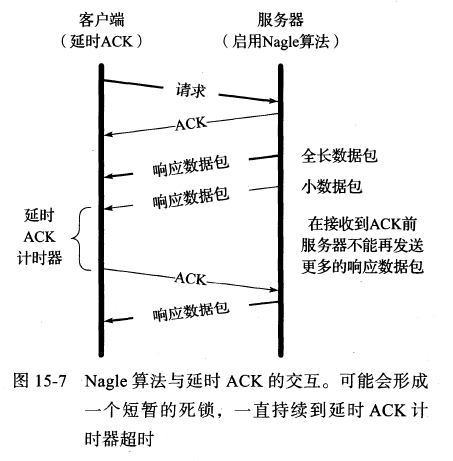 客户端
（延时ACK）
服务器
（启用Nagle算法）
请求
ACK
响应数据包
全长数据包
响应数据包
小数据包
延时
ACK
计时器
在接收到ACK前
服务器不能再发送
更多的响应数据包
ACK
响应数据包
图 15-7 Nagle 算法与延时 ACK 的交互。可能会形成
一个短暂的死锁，一直持续到延时 ACK 计
时器超时